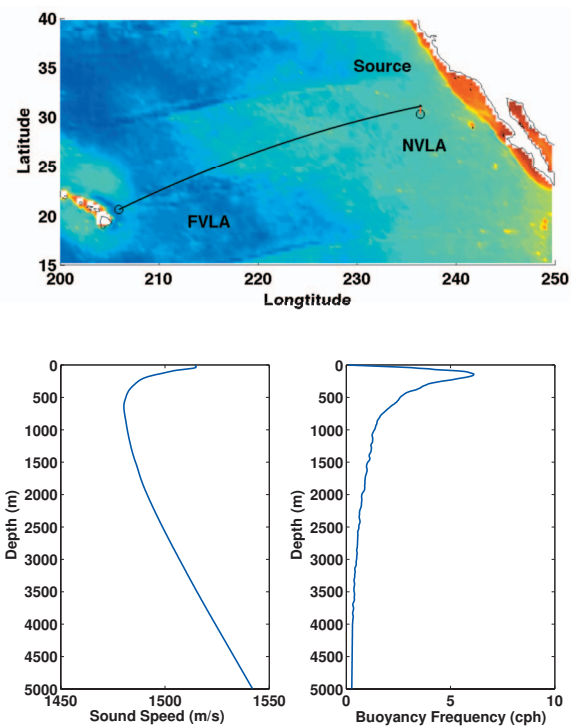 40
35
30
25
20
15
Latitude
Source
NVLA
FVLA
200 210 220 230 240 250
Longtitude
0
500
1000
1500
2000
2500
3000
3500
4000
4500
5000
Depth (m)
1450 1500 1550
Sound Speed (m/s)
0
500
1000
1500
2000
2500
3000
3500
4000
4500
5000
Depth (m)
0 5 10
Buoyancy Frequency (cph)